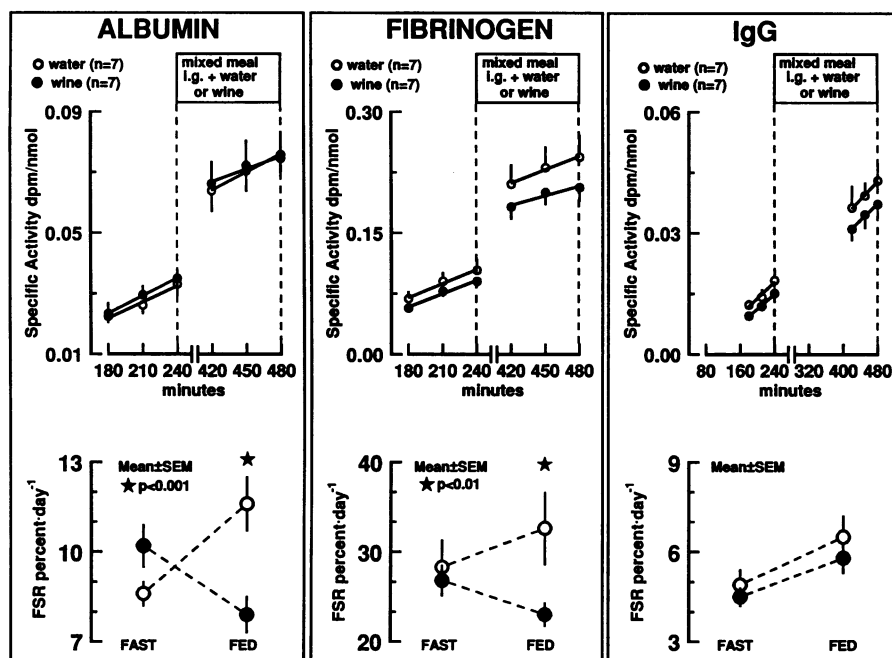 ALBUMIN
○ water (n=7)
● wine (n=7)
mixed meal
i.g. + water
or wine
Specific Activity dpm/nmol
0.09
0.05
0.01
180 210 240 420 450 480
minutes
Mean±SEM
★ p<0.001
FSR percent·day⁻¹
13
10
7
FAST FED
FIBRINOGEN
○ water (n=7)
● wine (n=7)
mixed meal
i.g. + water
or wine
Specific Activity dpm/nmol
0.30
0.15
0.00
180 210 240 420 450 480
minutes
Mean±SEM
★ p<0.01
FSR percent·day⁻¹
40
30
20
FAST FED
IgG
○ water (n=7)
● wine (n=7)
mixed meal
i.g. + water
or wine
Specific Activity dpm/nmol
0.06
0.03
0.00
80 160 240 320 400 480
minutes
Mean±SEM
FSR percent·day⁻¹
9
6
3
FAST FED